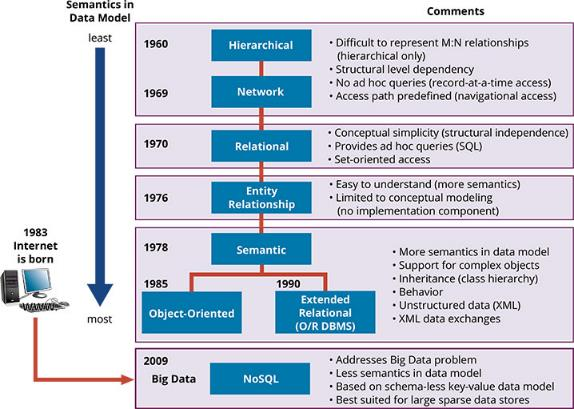 Semantics in
Data Model
Comments
least
most
1983
Internet
is born
1960
Hierarchical
1969
Network
• Difficult to represent M:N relationships
(hierarchical only)
• Structural level dependency
• No ad hoc queries (record-at-a-time access)
• Access path predefined (navigational access)
1970
Relational
• Conceptual simplicity (structural independence)
• Provides ad hoc queries (SQL)
• Set-oriented access
1976
Entity
Relationship
• Easy to understand (more semantics)
• Limited to conceptual modeling
(no implementation component)
1978
Semantic
1985
Object-Oriented
1990
Extended
Relational
(O/R DBMS)
• More semantics in data model
• Support for complex objects
• Inheritance (class hierarchy)
• Behavior
• Unstructured data (XML)
• XML data exchanges
2009
Big Data
NoSQL
• Addresses Big Data problem
• Less semantics in data model
• Based on schema-less key-value data model
• Best suited for large sparse data stores